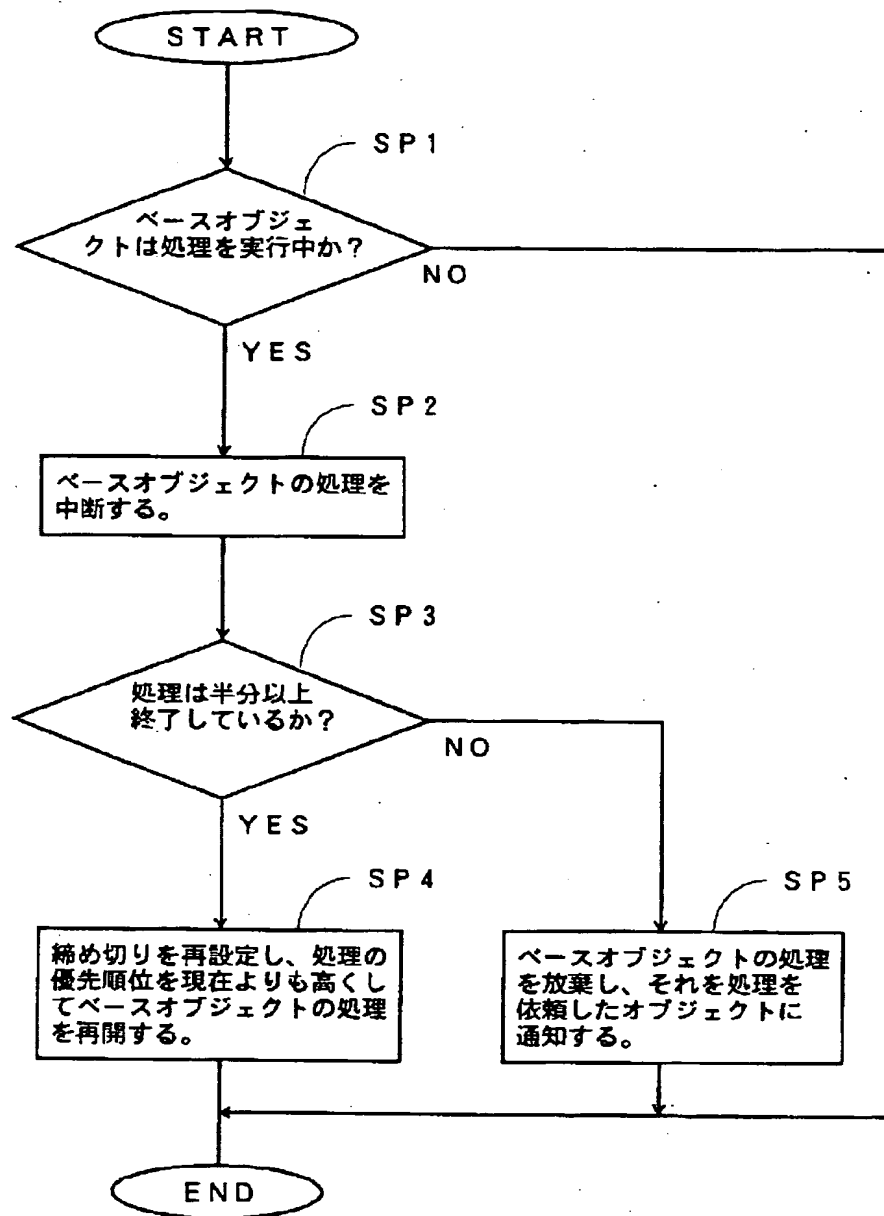 START
SP1
ベースオブジェ
クトは処理を実行中か？
NO
YES
SP2
ベースオブジェクトの処理を
中断する。
SP3
処理は半分以上
終了しているか？
NO
YES
SP4
締め切りを再設定し、処理の
優先順位を現在よりも高くし
てベースオブジェクトの処理
を再開する。
SP5
ベースオブジェクトの処理
を放棄し、それを処理を
依頼したオブジェクトに
通知する。
END